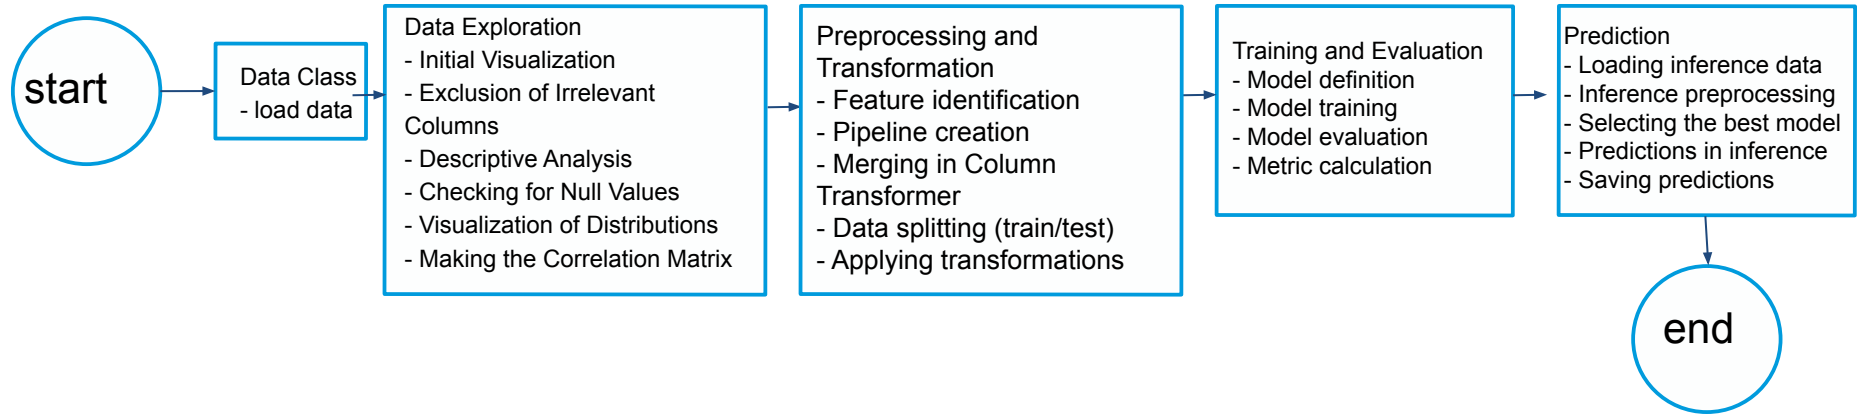 start
Data Class
- load data
Data Exploration
- Initial Visualization
- Exclusion of Irrelevant
Columns
- Descriptive Analysis
- Checking for Null Values
- Visualization of Distributions
- Making the Correlation Matrix
Preprocessing and
Transformation
- Feature identification
- Pipeline creation
- Merging in Column
Transformer
- Data splitting (train/test)
- Applying transformations
Training and Evaluation
- Model definition
- Model training
- Model evaluation
- Metric calculation
Prediction
- Loading inference data
- Inference preprocessing
- Selecting the best model
- Predictions in inference
- Saving predictions
end